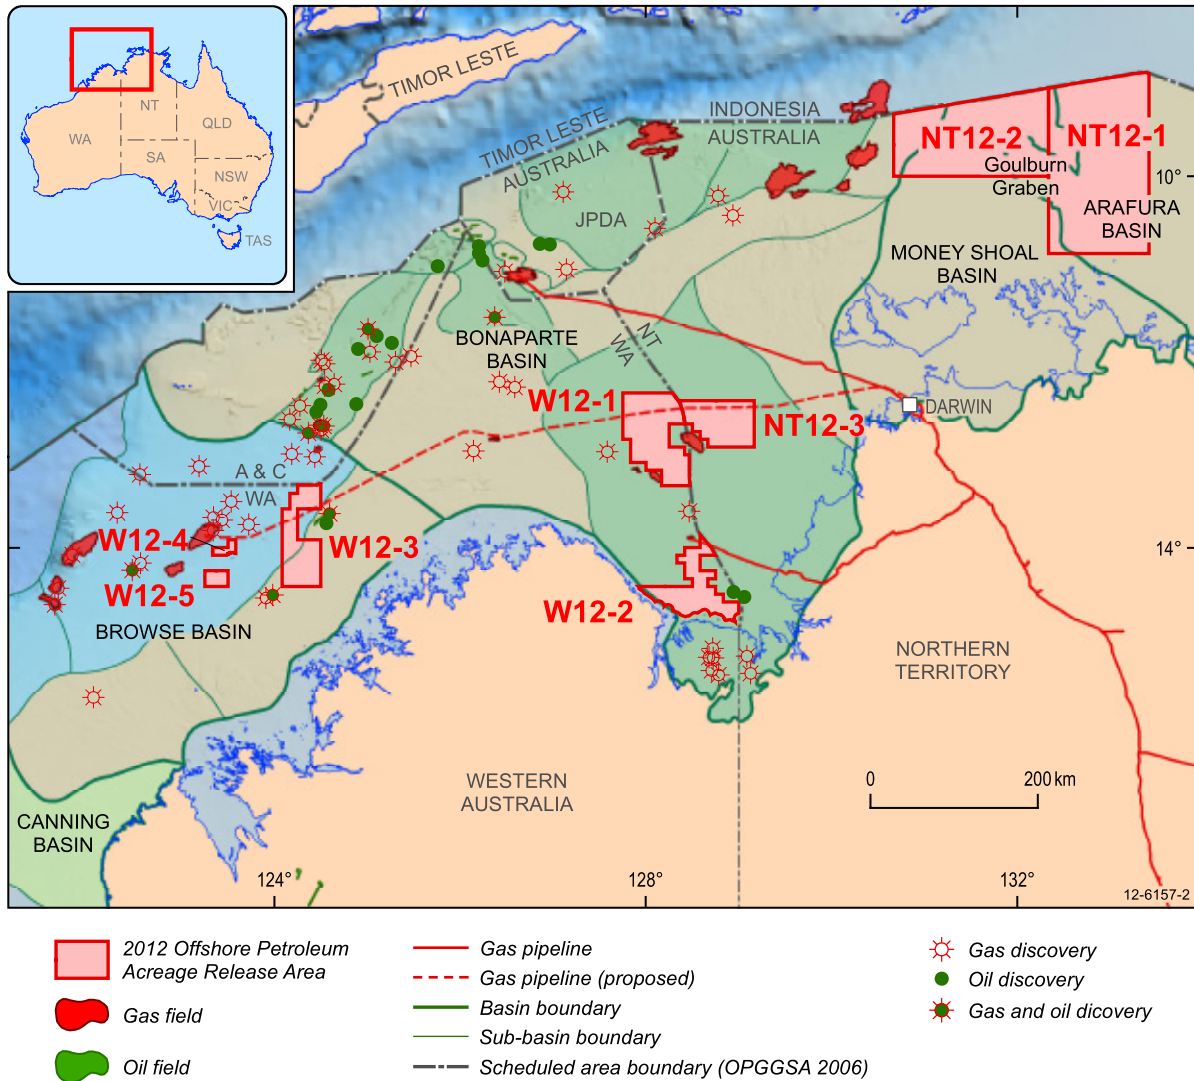 NT
WA
QLD
SA
NSW
VIC
TAS
TIMOR LESTE
TIMOR LESTE
AUSTRALIA
INDONESIA
AUSTRALIA
NT12-2
NT12-1
Goulburn
Graben
10°
ARAFURA
BASIN
JPDA
MONEY SHOAL
BASIN
BONAPARTE
BASIN
NT
WA
W12-1
NT12-3
DARWIN
A & C
WA
W12-4
W12-3
14°
W12-5
W12-2
BROWSE BASIN
NORTHERN
TERRITORY
WESTERN
AUSTRALIA
0
200 km
CANNING
BASIN
124°
128°
132°
12-6157-2
2012 Offshore Petroleum
Acreage Release Area
Gas field
Oil field
Gas pipeline
Gas pipeline (proposed)
Basin boundary
Sub-basin boundary
Scheduled area boundary (OPGGSA 2006)
Gas discovery
Oil discovery
Gas and oil dicovery